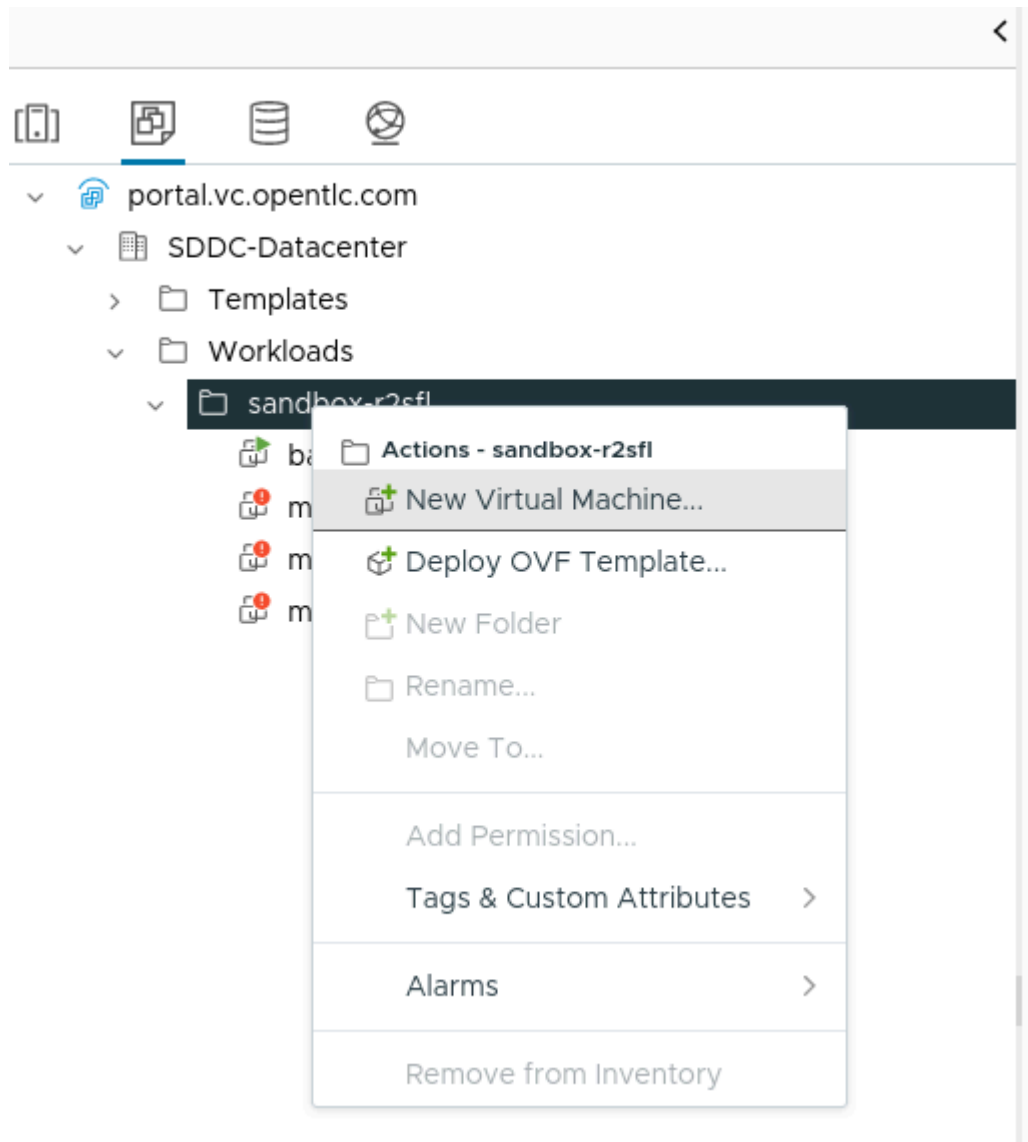 portal.vc.opentlc.com
SDDC-Datacenter
Templates
Workloads
sandbox-r2sfl
Actions - sandbox-r2sfl
New Virtual Machine...
Deploy OVF Template...
New Folder
Rename...
Move To...
Add Permission...
Tags & Custom Attributes
Alarms
Remove from Inventory